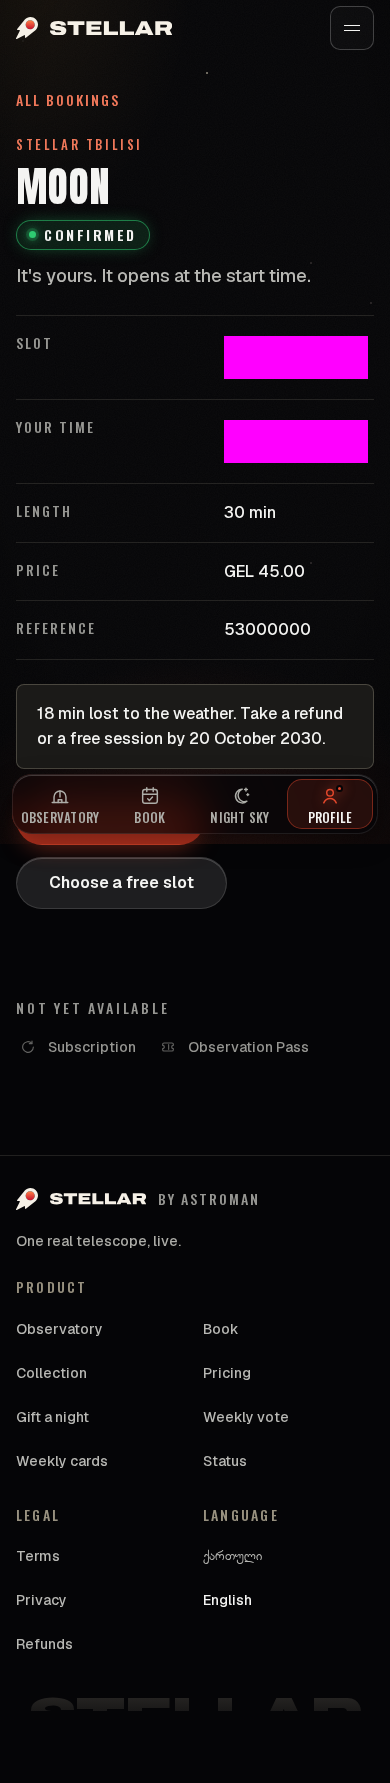 STELLAR
ALL BOOKINGS
STELLAR TBILISI
MOON
CONFIRMED
It's yours. It opens at the start time.
SLOT
YOUR TIME
LENGTH
30 min
PRICE
GEL 45.00
REFERENCE
53000000
18 min lost to the weather. Take a refund
or a free session by 20 October 2030.
OBSERVATORY
BOOK
NIGHT SKY
PROFILE
Choose a free slot
NOT YET AVAILABLE
Subscription
Observation Pass
STELLAR BY ASTROMAN
One real telescope, live.
PRODUCT
Observatory
Book
Collection
Pricing
Gift a night
Weekly vote
Weekly cards
Status
LEGAL
LANGUAGE
Terms
ქართული
Privacy
English
Refunds
STELLAR